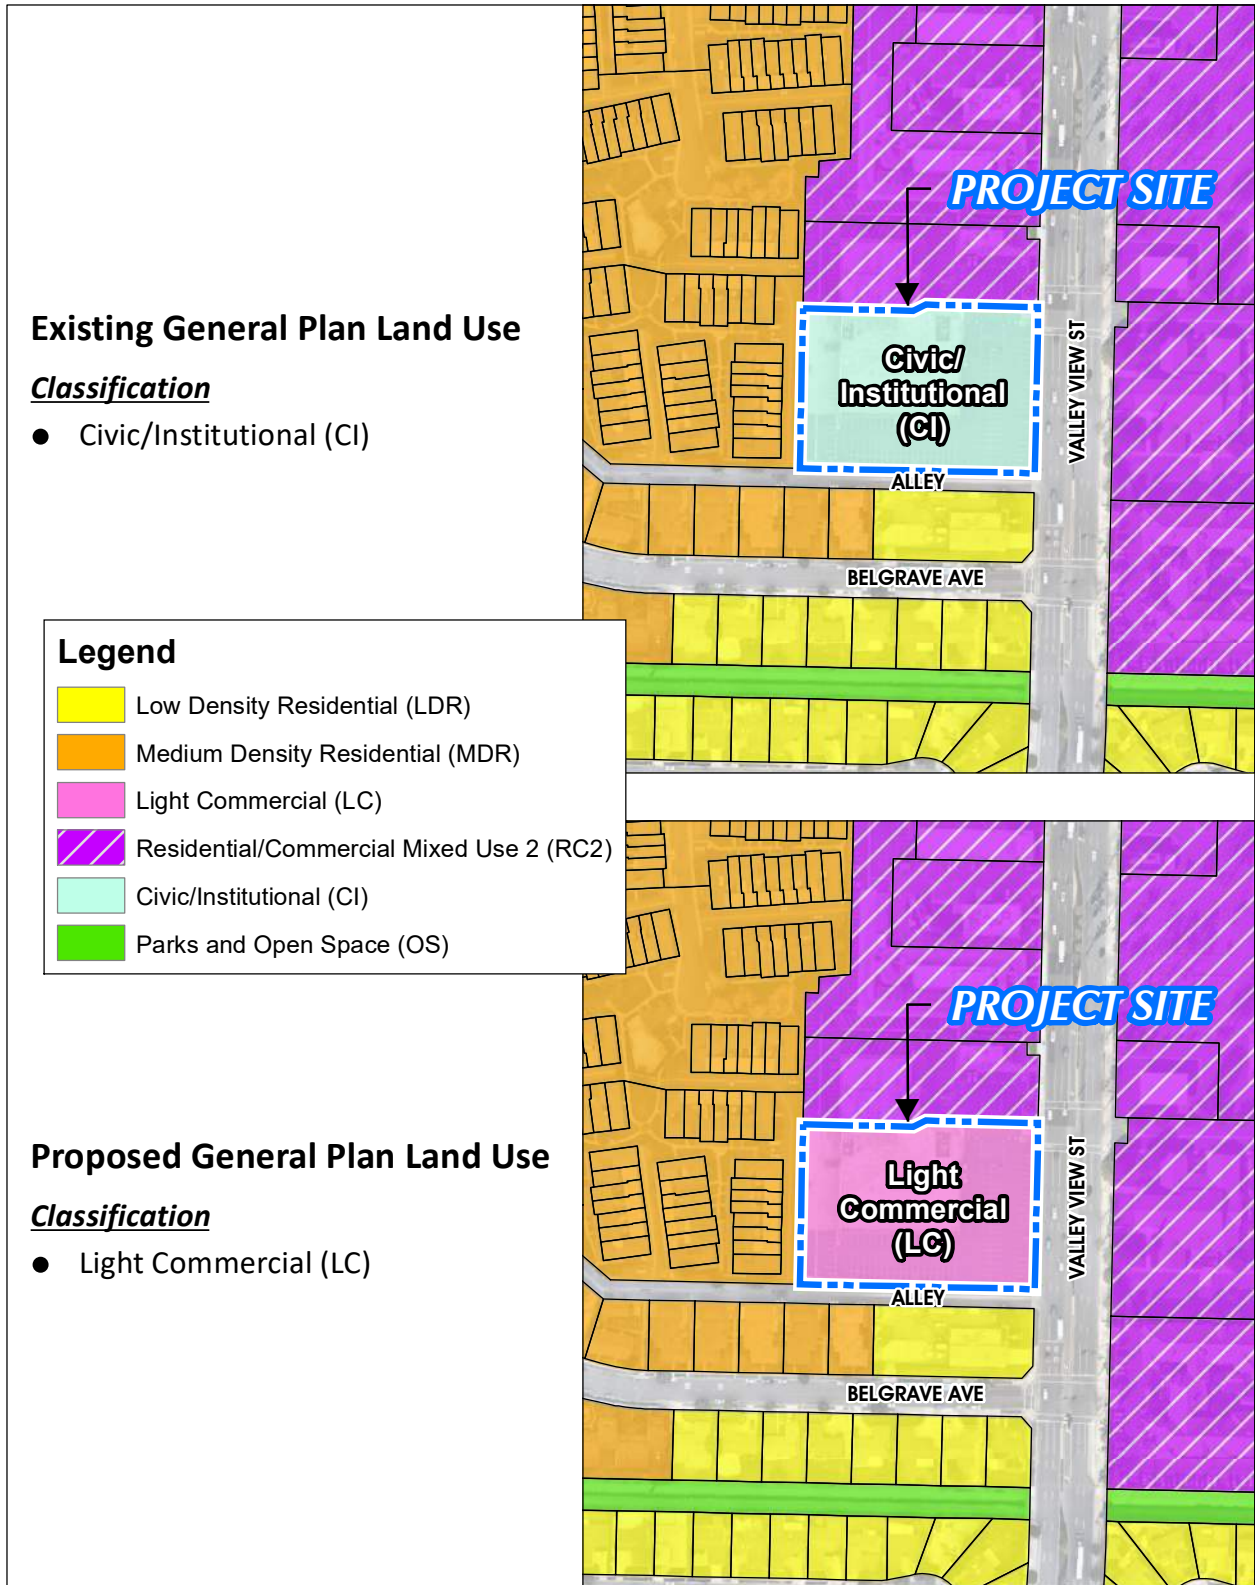 PROJECT SITE
Existing General Plan Land Use
Classification
● Civic/Institutional (CI)
Civic/
Institutional
(CI)
VALLEY VIEW ST
ALLEY
BELGRAVE AVE
Legend
Low Density Residential (LDR)
Medium Density Residential (MDR)
Light Commercial (LC)
Residential/Commercial Mixed Use 2 (RC2)
Civic/Institutional (CI)
Parks and Open Space (OS)
PROJECT SITE
Proposed General Plan Land Use
Classification
● Light Commercial (LC)
Light
Commercial
(LC)
VALLEY VIEW ST
ALLEY
BELGRAVE AVE